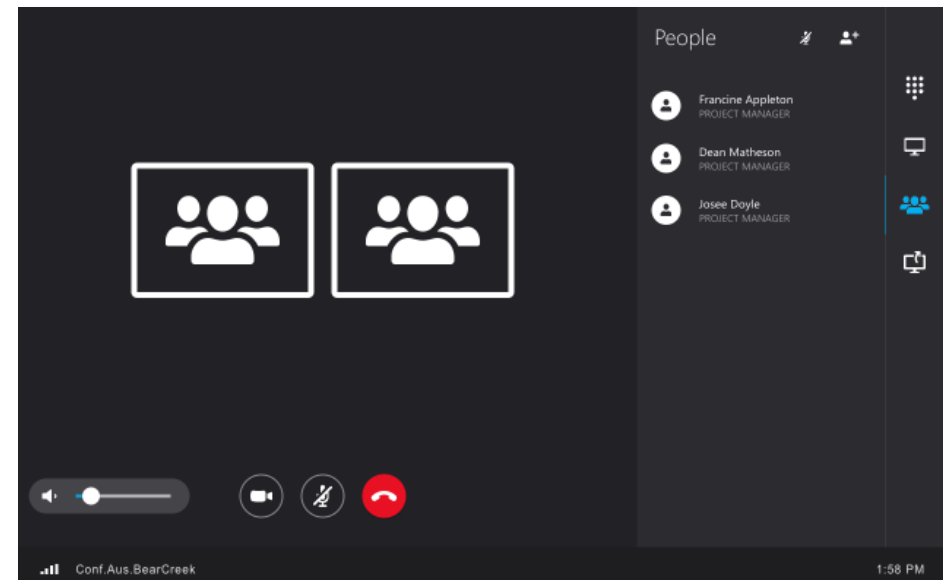 People
Francine Appleton
PROJECT MANAGER
Dean Matheson
PROJECT MANAGER
Josee Doyle
PROJECT MANAGER
Conf.Aus.BearCreek
1:58 PM